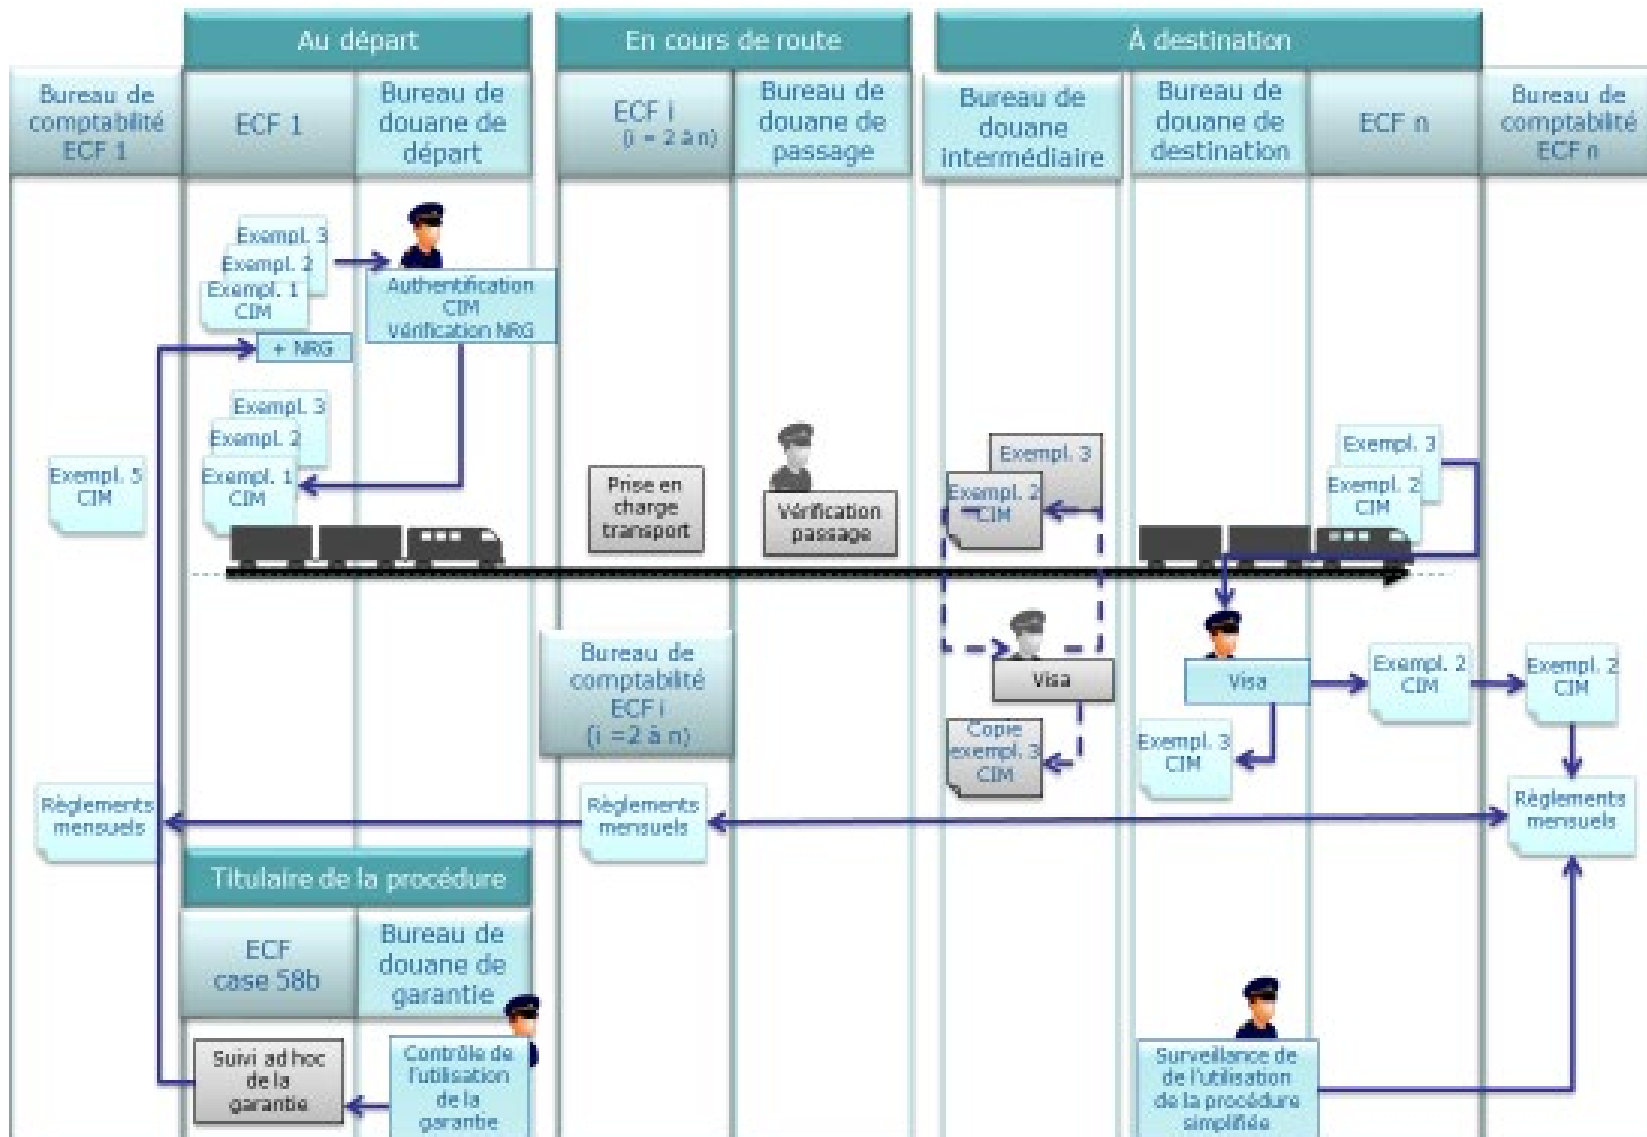 Au départ
En cours de route
À destination
Bureau de
comptabilité
ECF 1
ECF 1
Bureau de
douane de
départ
ECF i
(i = 2 à n)
Bureau de
douane de
passage
Bureau de
douane
intermédiaire
Bureau de
douane de
destination
ECF n
Bureau de
comptabilité
ECF n
Exempl. 3
Exempl. 2
Exempl. 1
CIM
+ NRG
Authentification
CIM
Vérification NRG
Exempl. 3
Exempl. 2
Exempl. 1
CIM
Exempl. 5
CIM
Prise en
charge
transport
Vérification
passage
Exempl. 3
Exempl. 2
CIM
Exempl. 3
Exempl. 2
CIM
Bureau de
comptabilité
ECF i
(i =2 à n)
Visa
Copie
exempl. 3
CIM
Visa
Exempl. 3
CIM
Exempl. 2
CIM
Exempl. 2
CIM
Règlements
mensuels
Règlements
mensuels
Règlements
mensuels
Titulaire de la procédure
ECF
case 58b
Bureau de
douane de
garantie
Suivi ad hoc
de la
garantie
Contrôle de
l'utilisation
de la
garantie
Surveillance de
de l'utilisation
de la procédure
simplifiée